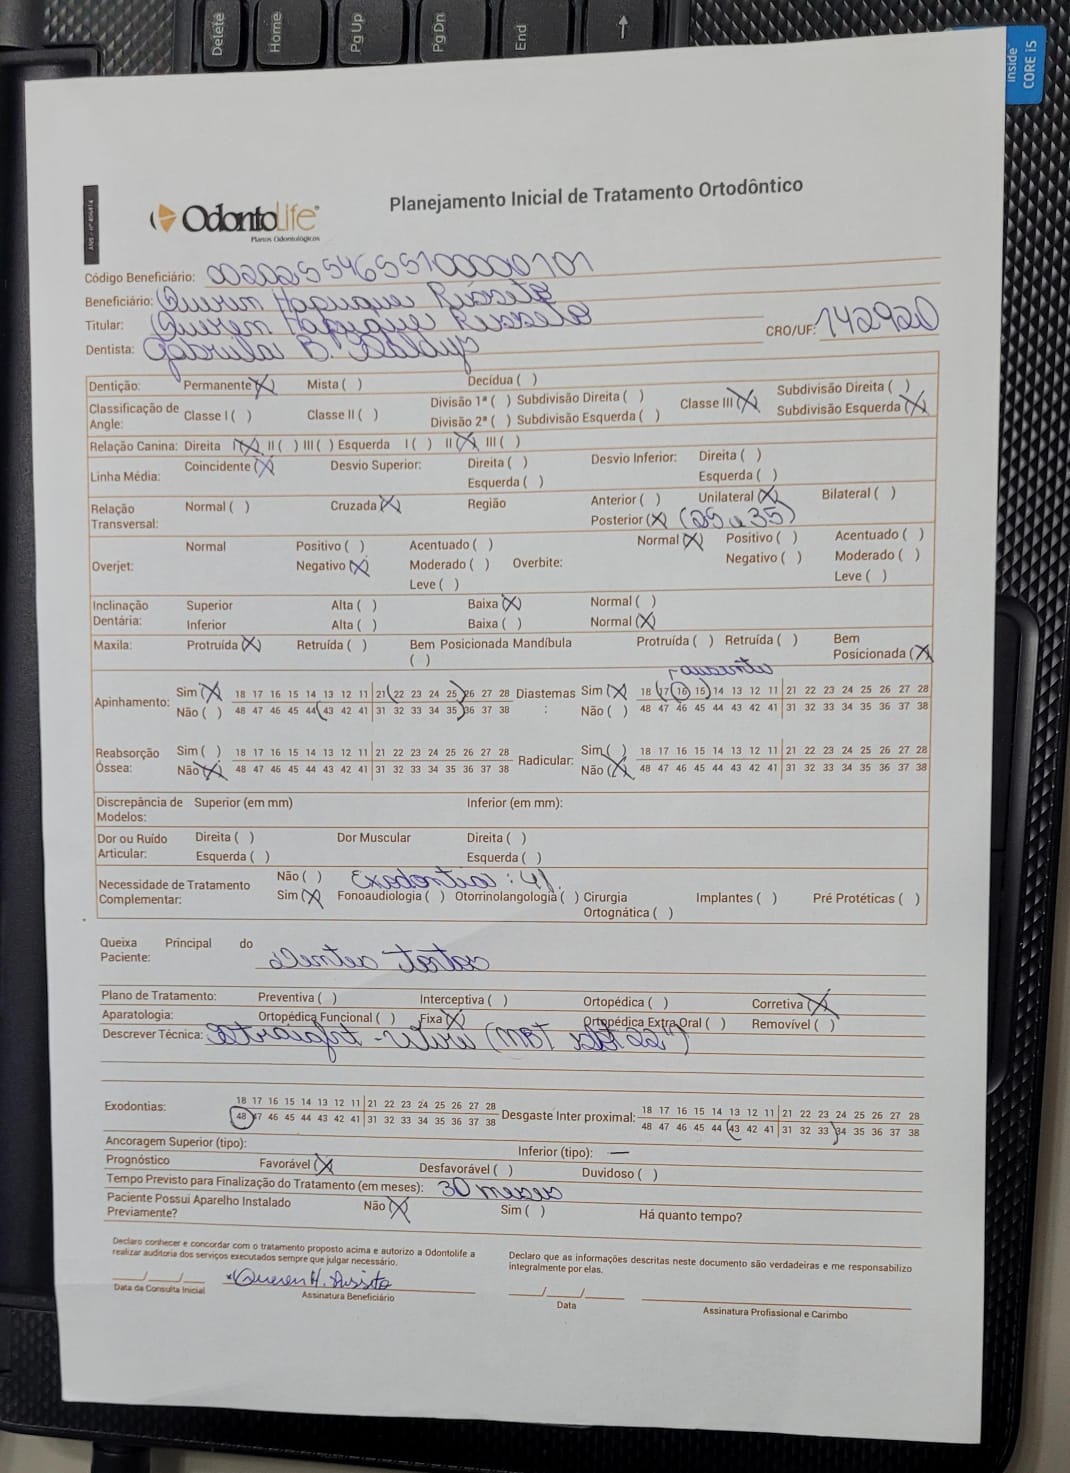 Delete
Home
Pg Up
Pg Dn
End
↑
inside
CORE i5
OdontoLife
Planos Odontológicos
Planejamento Inicial de Tratamento Ortodôntico
Código Beneficiário:
Beneficiário:
Titular:
CRO/UF: 142920
Dentista: Gabriela B.
Dentição: Permanente (X) Mista ( ) Decídua ( )
Classificação de Angle: Classe I ( ) Classe II ( ) Divisão 1ª ( ) Subdivisão Direita ( ) Classe III (X) Subdivisão Direita ( )
Divisão 2ª ( ) Subdivisão Esquerda ( ) Subdivisão Esquerda (X)
Relação Canina: Direita I (X) II ( ) III ( ) Esquerda I ( ) II (X) III ( )
Linha Média: Coincidente (X) Desvio Superior: Direita ( ) Desvio Inferior: Direita ( )
Esquerda ( ) Esquerda ( )
Relação Transversal: Normal ( ) Cruzada (X) Região Anterior ( ) Unilateral (X) Bilateral ( )
Posterior (X) (25 e 35)
Overjet: Normal Positivo ( ) Acentuado ( ) Overbite: Normal (X) Positivo ( ) Acentuado ( )
Negativo (X) Moderado ( ) Negativo ( ) Moderado ( )
Leve ( ) Leve ( )
Inclinação Dentária: Superior Alta ( ) Baixa (X) Normal ( )
Inferior Alta ( ) Baixa ( ) Normal (X)
Maxila: Protruída (X) Retruída ( ) Bem Posicionada ( ) Mandíbula Protruída ( ) Retruída ( ) Bem Posicionada (X)
ausente
Apinhamento: Sim (X) 18 17 16 15 14 13 12 11 21 22 23 24 25 26 27 28 Diastemas: Sim (X) 18 17 16 15 14 13 12 11 21 22 23 24 25 26 27 28
Não ( ) 48 47 46 45 44 43 42 41 31 32 33 34 35 36 37 38 Não ( ) 48 47 46 45 44 43 42 41 31 32 33 34 35 36 37 38
Reabsorção Óssea: Sim ( ) 18 17 16 15 14 13 12 11 21 22 23 24 25 26 27 28 Radicular: Sim ( ) 18 17 16 15 14 13 12 11 21 22 23 24 25 26 27 28
Não (X) 48 47 46 45 44 43 42 41 31 32 33 34 35 36 37 38 Não (X) 48 47 46 45 44 43 42 41 31 32 33 34 35 36 37 38
Discrepância de Modelos: Superior (em mm) Inferior (em mm):
Dor ou Ruído Articular: Direita ( ) Dor Muscular Direita ( )
Esquerda ( ) Esquerda ( )
Necessidade de Tratamento Complementar: Não ( ) Exodontia:
Sim (X) Fonoaudiologia ( ) Otorrinolangologia ( ) Cirurgia Ortognática ( ) Implantes ( ) Pré Protéticas ( )
Queixa Principal do Paciente: Dentes Tortos
Plano de Tratamento: Preventiva ( ) Interceptiva ( ) Ortopédica ( ) Corretiva (X)
Aparatologia: Ortopédica Funcional ( ) Fixa (X) Ortopédica Extra Oral ( ) Removível ( )
Descrever Técnica: Straight-Wire (MBT slot 22")
Exodontias: 18 17 16 15 14 13 12 11 21 22 23 24 25 26 27 28 Desgaste Inter proximal: 18 17 16 15 14 13 12 11 21 22 23 24 25 26 27 28
48 47 46 45 44 43 42 41 31 32 33 34 35 36 37 38 48 47 46 45 44 43 42 41 31 32 33 34 35 36 37 38
Ancoragem Superior (tipo): Inferior (tipo): —
Prognóstico Favorável (X) Desfavorável ( ) Duvidoso ( )
Tempo Previsto para Finalização do Tratamento (em meses): 30 meses
Paciente Possui Aparelho Instalado Previamente? Não (X) Sim ( ) Há quanto tempo?
Declaro conhecer e concordar com o tratamento proposto acima e autorizo a Odontolife a
realizar auditoria dos serviços executados sempre que julgar necessário.
Declaro que as informações descritas neste documento são verdadeiras e me responsabilizo
integralmente por elas.
Data da Consulta Inicial
Assinatura Beneficiário
Data
Assinatura Profissional e Carimbo